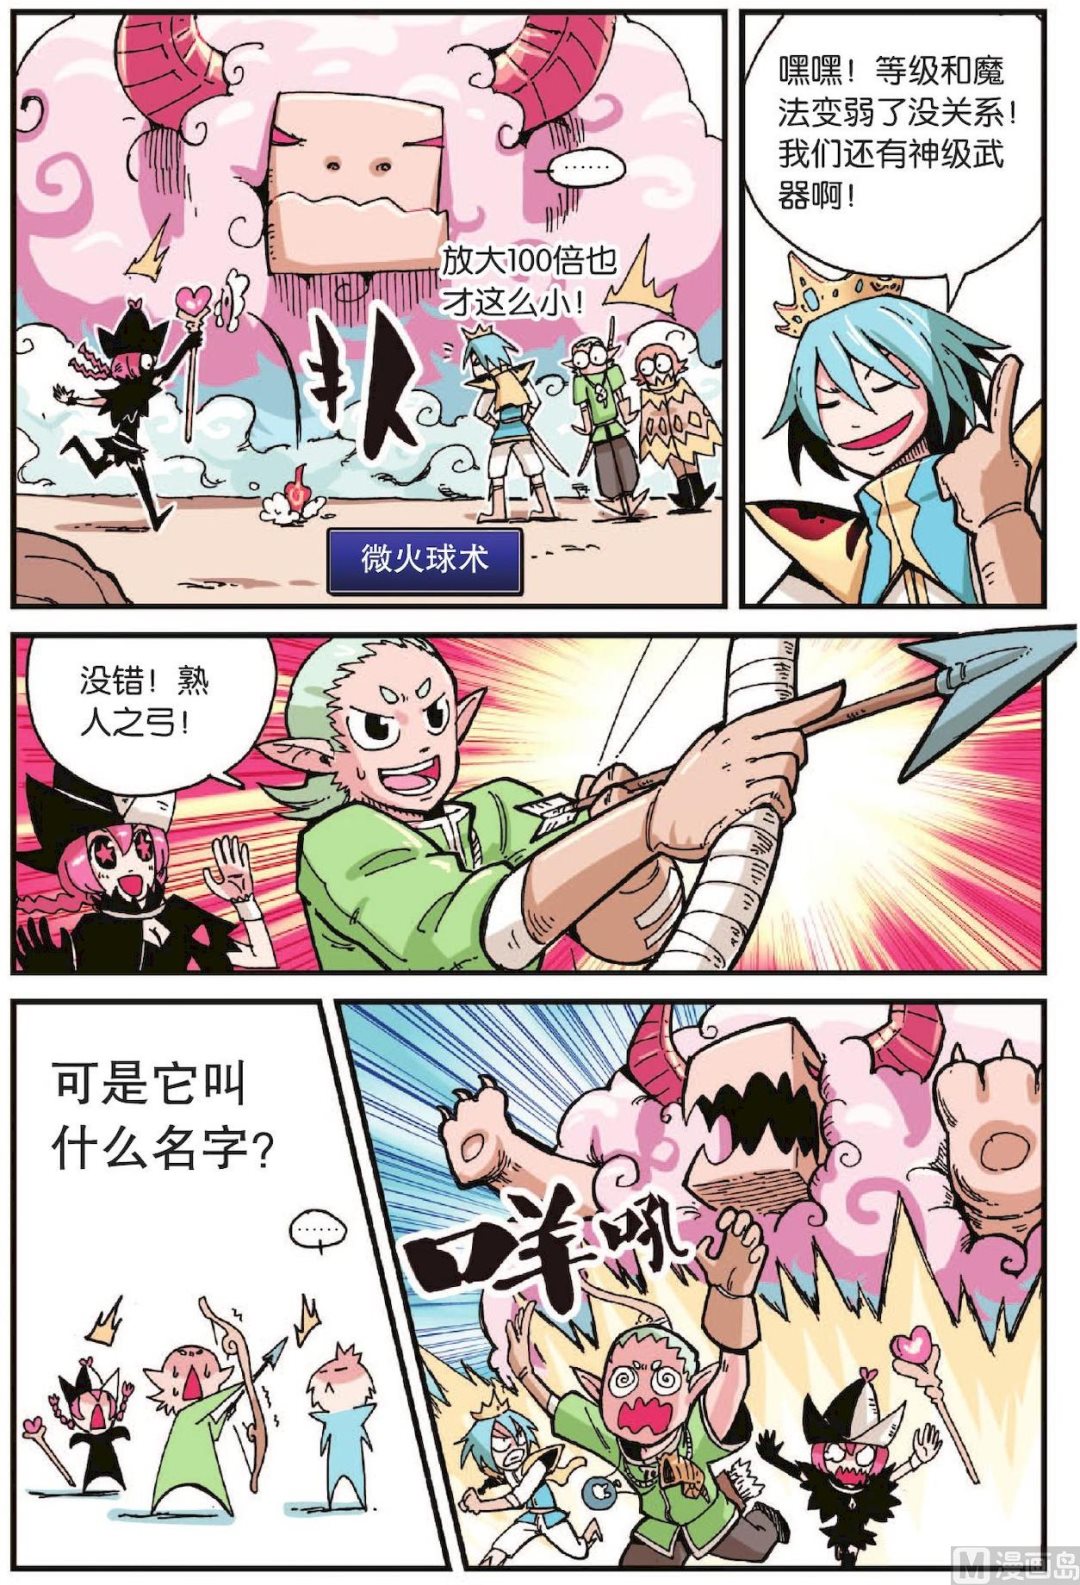 ……
放大100倍也
才这么小!
微火球术
嘿嘿!等级和魔
法变弱了没关系!
我们还有神级武
器啊!
没错!熟
人之弓!
可是它叫
什么名字?
……
咩吼
M漫画岛